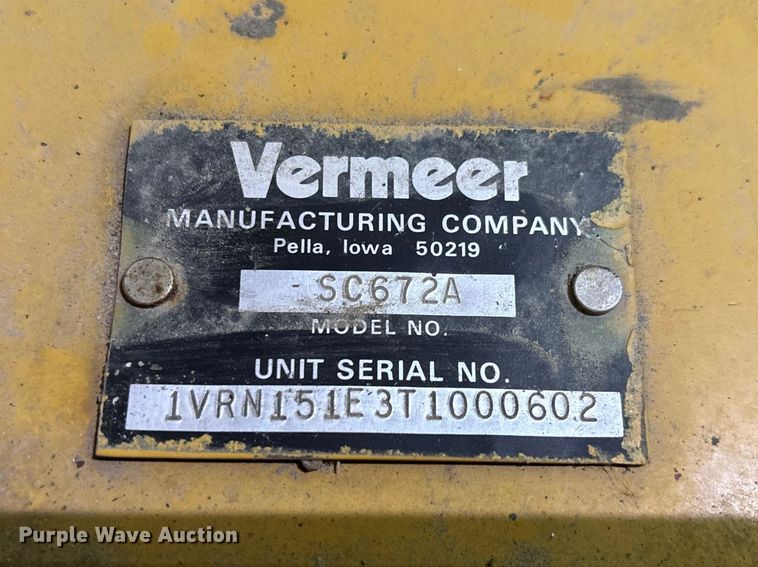 Vermeer
MANUFACTURING COMPANY
Pella, Iowa 50219
SC672A
MODEL NO.
UNIT SERIAL NO.
1VRN151E3T1000602
Purple Wave Auction